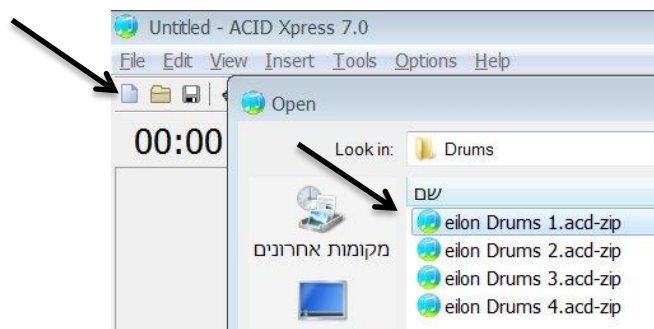 Untitled - ACID Xpress 7.0
File Edit View Insert Tools Options Help
Open
00:00
Look in: Drums
שם
eilon Drums 1.acd-zip
eilon Drums 2.acd-zip
מקומות אחרונים
eilon Drums 3.acd-zip
eilon Drums 4.acd-zip